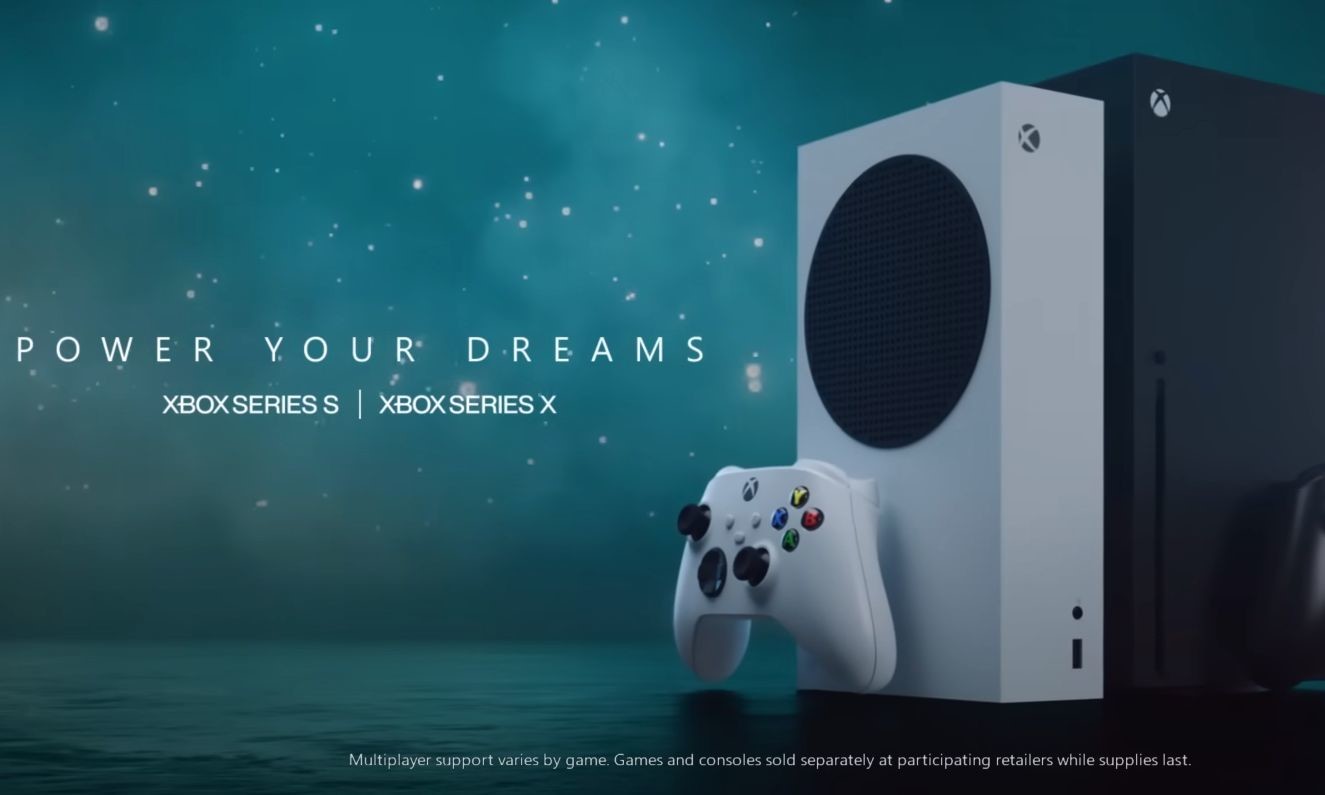 POWER YOUR DREAMS
XBOX SERIES S | XBOX SERIES X
Y
X B
A
Multiplayer support varies by game. Games and consoles sold separately at participating retailers while supplies last.